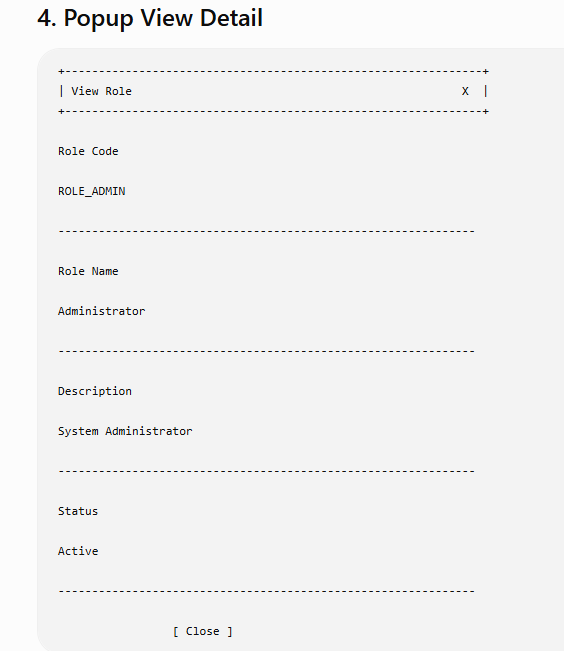 4. Popup View Detail
+--------------------------------------------------------------+
| View Role                                                 X  |
+--------------------------------------------------------------+
Role Code
ROLE_ADMIN
--------------------------------------------------------------
Role Name
Administrator
--------------------------------------------------------------
Description
System Administrator
--------------------------------------------------------------
Status
Active
--------------------------------------------------------------
[ Close ]